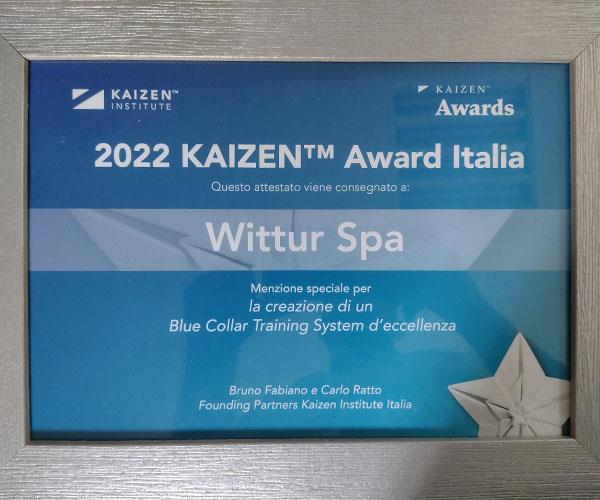 KAIZEN™
INSTITUTE
KAIZEN™
Awards
2022 KAIZEN™ Award Italia
Questo attestato viene consegnato a:
Wittur Spa
Menzione speciale per
la creazione di un
Blue Collar Training System d'eccellenza
Bruno Fabiano e Carlo Ratto
Founding Partners Kaizen Institute Italia